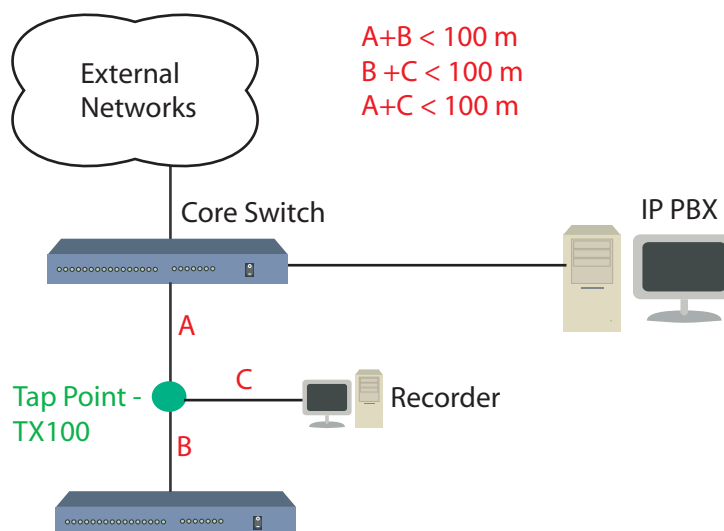 External
Networks
A+B < 100 m
B +C < 100 m
A+C < 100 m
Core Switch
IP PBX
A
C
Tap Point -
TX100
Recorder
B